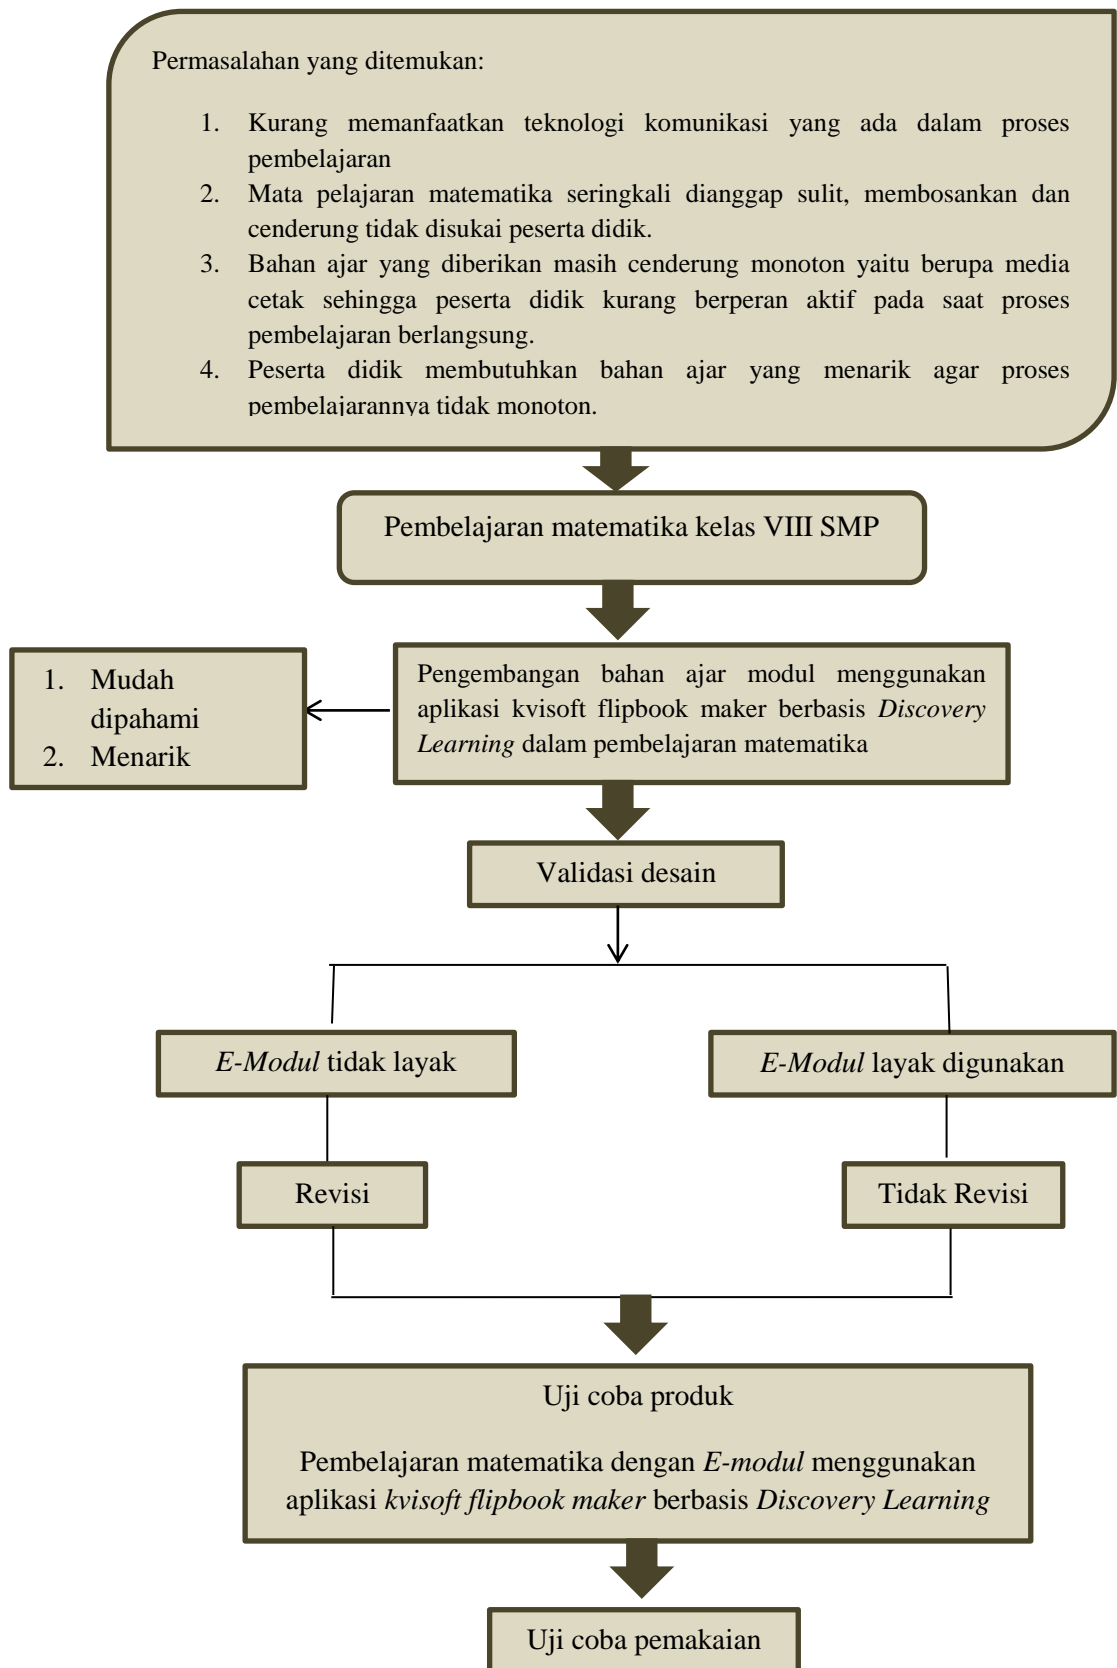 Permasalahan yang ditemukan:
1. Kurang memanfaatkan teknologi komunikasi yang ada dalam proses
pembelajaran
2. Mata pelajaran matematika seringkali dianggap sulit, membosankan dan
cenderung tidak disukai peserta didik.
3. Bahan ajar yang diberikan masih cenderung monoton yaitu berupa media
cetak sehingga peserta didik kurang berperan aktif pada saat proses
pembelajaran berlangsung.
4. Peserta didik membutuhkan bahan ajar yang menarik agar proses
pembelajarannya tidak monoton.
Pembelajaran matematika kelas VIII SMP
Pengembangan bahan ajar modul menggunakan
aplikasi kvisoft flipbook maker berbasis Discovery
Learning dalam pembelajaran matematika
1. Mudah
dipahami
2. Menarik
Validasi desain
E-Modul tidak layak
E-Modul layak digunakan
Revisi
Tidak Revisi
Uji coba produk
Pembelajaran matematika dengan E-modul menggunakan
aplikasi kvisoft flipbook maker berbasis Discovery Learning
Uji coba pemakaian